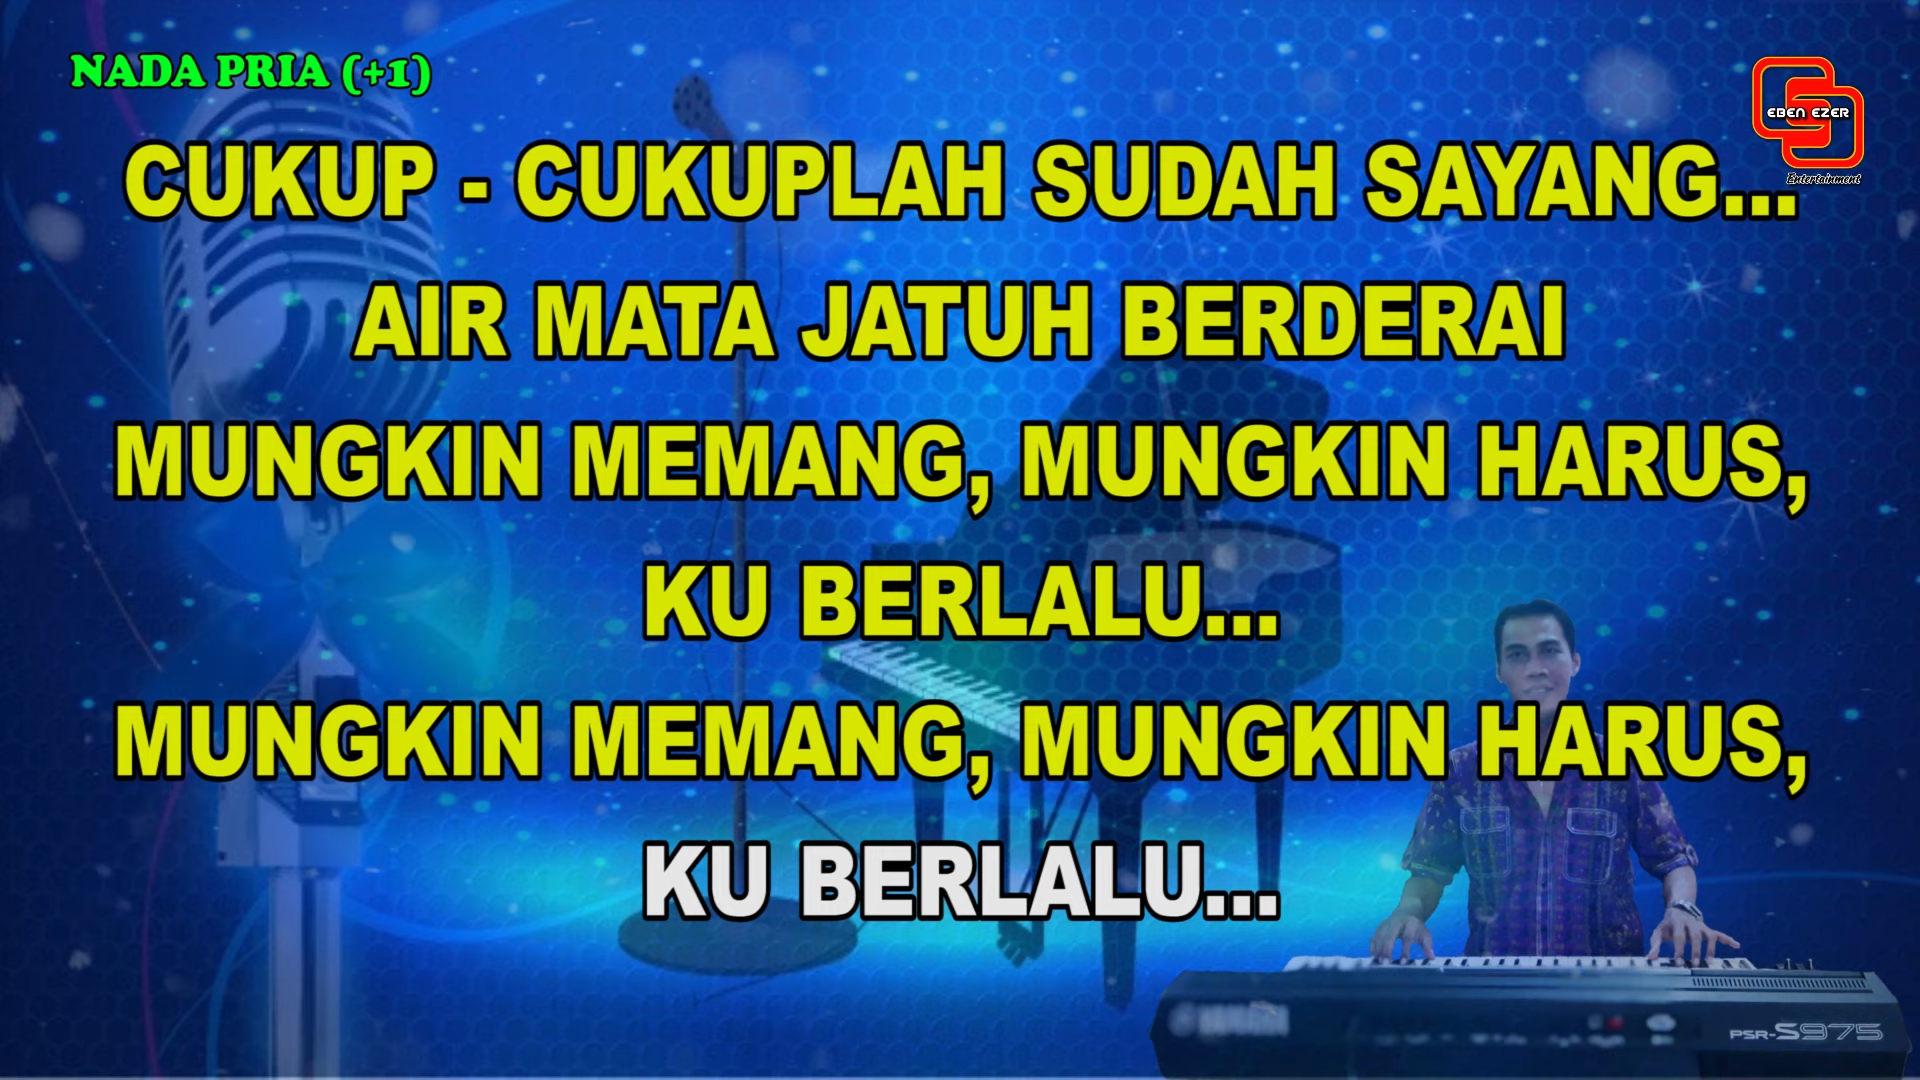 NADA PRIA (+1)
EBEN EZER
Entertainment
CUKUP - CUKUPLAH SUDAH SAYANG...
AIR MATA JATUH BERDERAI
MUNGKIN MEMANG, MUNGKIN HARUS,
KU BERLALU...
MUNGKIN MEMANG, MUNGKIN HARUS,
KU BERLALU...
PSR-S975